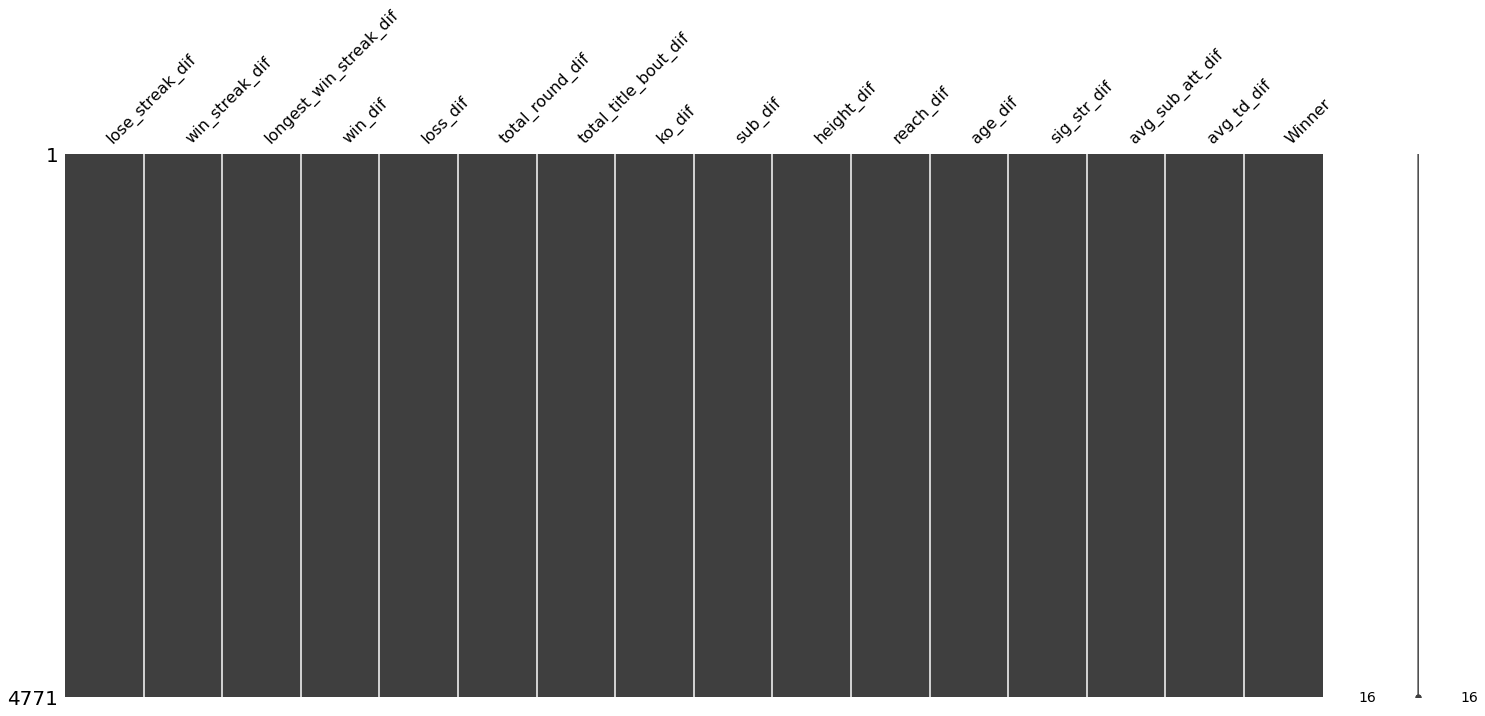 lose_streak_dif
win_streak_dif
longest_win_streak_dif
win_dif
loss_dif
total_round_dif
total_title_bout_dif
ko_dif
sub_dif
height_dif
reach_dif
age_dif
sig_str_dif
avg_sub_att_dif
avg_td_dif
Winner
1
4771
16
16